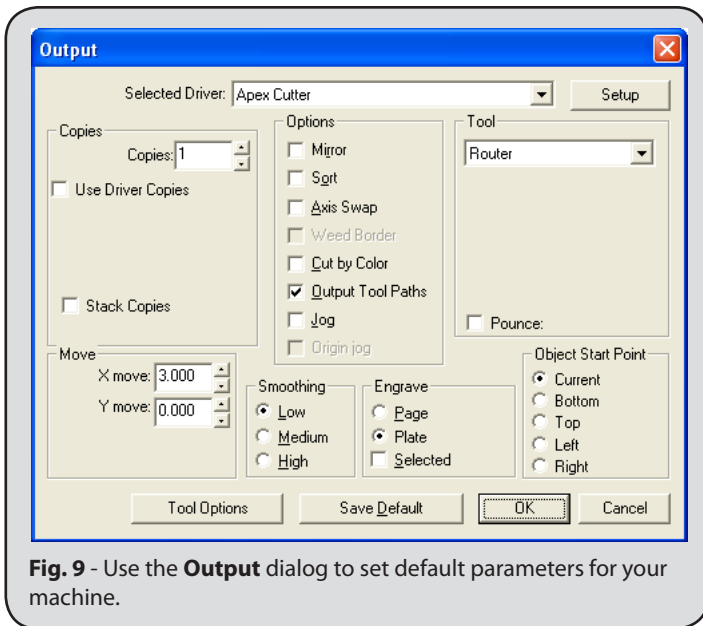 Output
Selected Driver: Apex Cutter
Setup
Copies
Copies: 1
Use Driver Copies
Stack Copies
Options
Mirror
Sort
Axis Swap
Weed Border
Cut by Color
Output Tool Paths
Jog
Origin jog
Tool
Router
Pounce:
Move
X move: 3.000
Y move: 0.000
Smoothing
Low
Medium
High
Engrave
Page
Plate
Selected
Object Start Point
Current
Bottom
Top
Left
Right
Tool Options
Save Default
OK
Cancel
Fig. 9 - Use the Output dialog to set default parameters for your
machine.